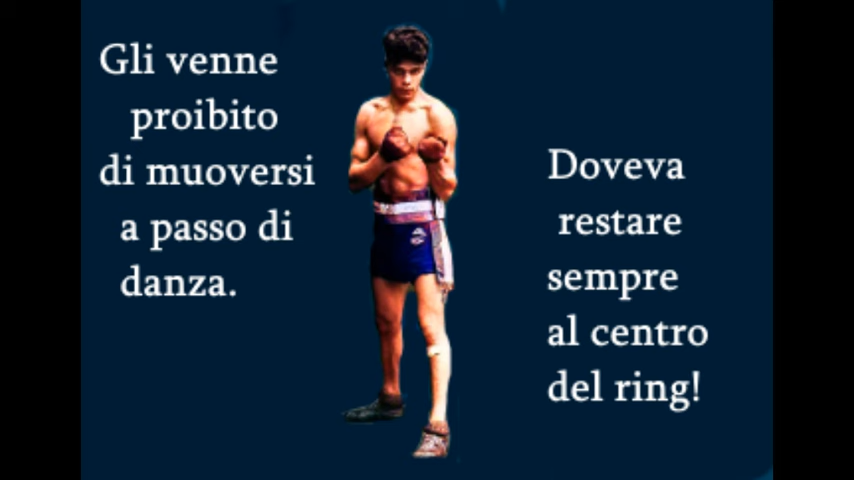 Gli venne
proibito
di muoversi
a passo di
danza.
Doveva
restare
sempre
al centro
del ring!